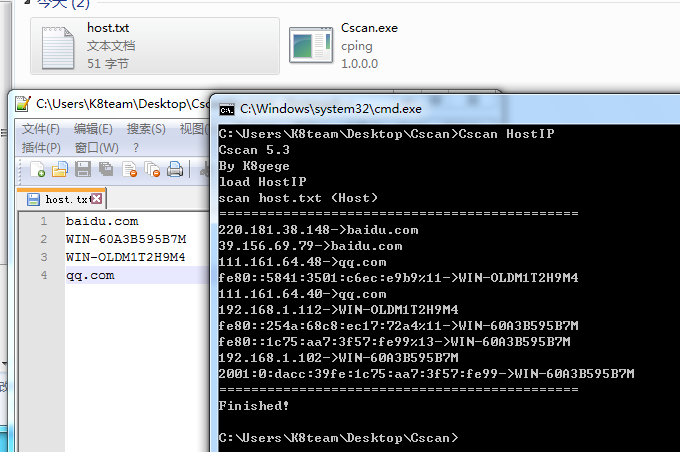 今天 (2)
host.txt
文本文档
51 字节
Cscan.exe
cping
1.0.0.0
C:\Users\K8team\Desktop\Csc
文件(F) 编辑(E) 搜索(S) 视图(
插件(P) 窗口(W) ?
host.txt
1 baidu.com
2 WIN-60A3B595B7M
3 WIN-OLDM1T2H9M4
4 qq.com
C:\Windows\system32\cmd.exe
C:\Users\K8team\Desktop\Cscan>Cscan HostIP
Cscan 5.3
By K8gege
load HostIP
scan host.txt (Host)
=============================================
220.181.38.148->baidu.com
39.156.69.79->baidu.com
111.161.64.48->qq.com
fe80::5841:3501:c6ec:e9b9%11->WIN-OLDM1T2H9M4
111.161.64.40->qq.com
192.168.1.112->WIN-OLDM1T2H9M4
fe80::254a:68c8:ec17:72a4%11->WIN-60A3B595B7M
fe80::1c75:aa7:3f57:fe99%13->WIN-60A3B595B7M
192.168.1.102->WIN-60A3B595B7M
2001:0:dacc:39fe:1c75:aa7:3f57:fe99->WIN-60A3B595B7M
=============================================
Finished!
C:\Users\K8team\Desktop\Cscan>